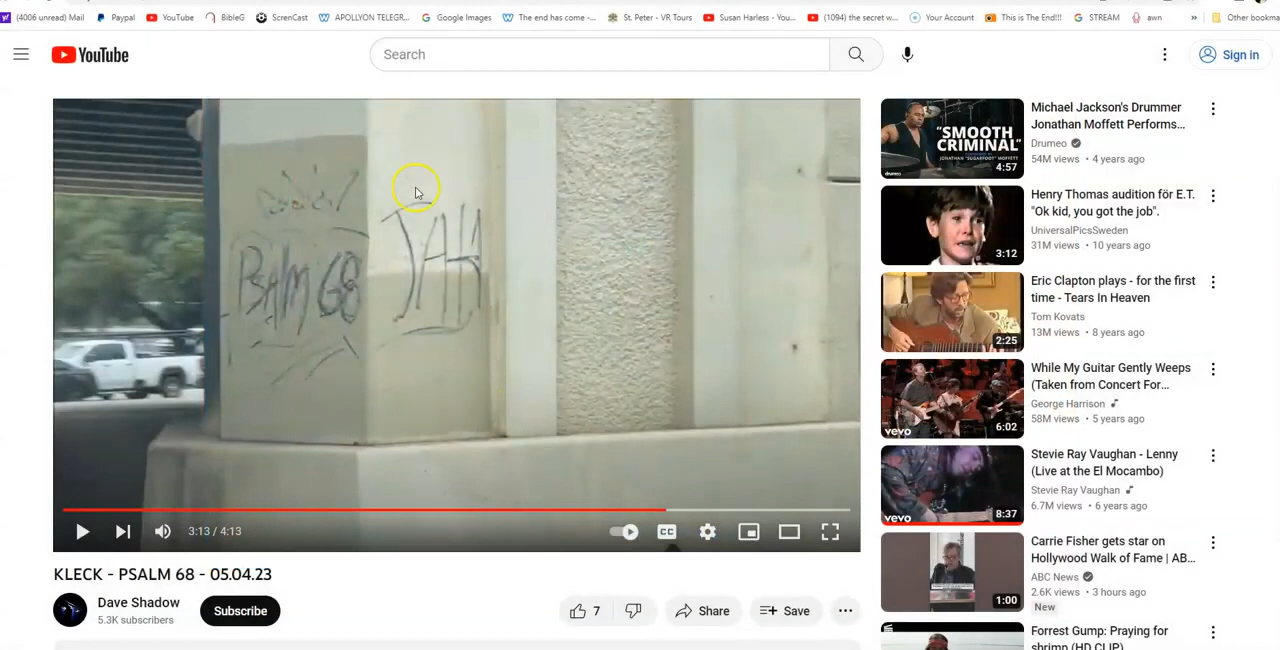 (4006 unread) Mail
Paypal
YouTube
BibleG
ScrenCast
APOLLYON TELEGR...
Google Images
The end has come -...
St. Peter - VR Tours
Susan Harless - You...
(1094) the secret w...
Your Account
This is The End!!!
STREAM
awn
»
Other bookma
YouTube
Search
Sign in
JAH
68
3:13 / 4:13
CC
KLECK - PSALM 68 - 05.04.23
Dave Shadow
5.3K subscribers
Subscribe
7
Share
Save
"SMOOTH
CRIMINAL"
JONATHAN "SUGARFOOT" MOFFETT
drumeo
4:57
Michael Jackson's Drummer
Jonathan Moffett Performs...
Drumeo
54M views • 4 years ago
3:12
Henry Thomas audition för E.T.
"Ok kid, you got the job".
UniversalPicsSweden
31M views • 10 years ago
2:25
Eric Clapton plays - for the first
time - Tears In Heaven
Tom Kovats
13M views • 8 years ago
vevo
6:02
While My Guitar Gently Weeps
(Taken from Concert For...
George Harrison
58M views • 5 years ago
vevo
8:37
Stevie Ray Vaughan - Lenny
(Live at the El Mocambo)
Stevie Ray Vaughan
6.7M views • 6 years ago
1:00
Carrie Fisher gets star on
Hollywood Walk of Fame | AB...
ABC News
2.6K views • 3 hours ago
New
Forrest Gump: Praying for
shrimp (HD CLIP)